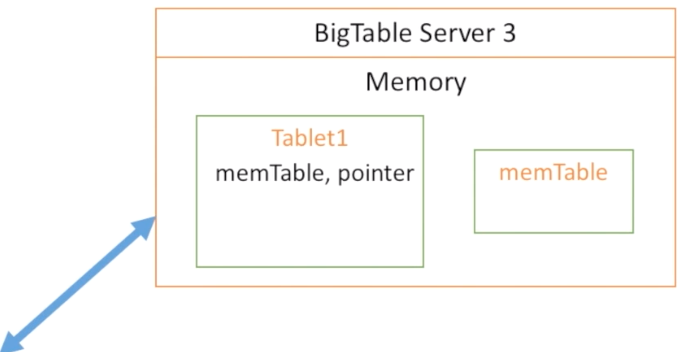 BigTable Server 3
Memory
Tablet1
memTable, pointer
memTable